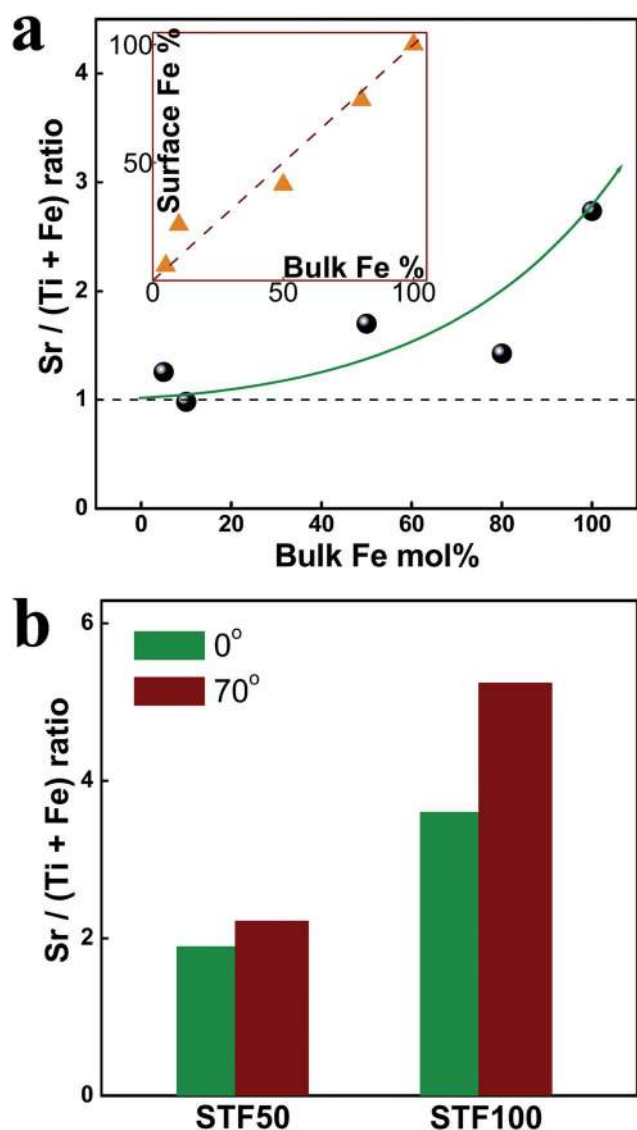 a
Surface Fe %
100
50
0
50
100
Bulk Fe %
Sr / (Ti + Fe) ratio
4
3
2
1
0
0
20
40
60
80
100
Bulk Fe mol%
b
0°
70°
Sr / (Ti + Fe) ratio
6
4
2
0
STF50
STF100